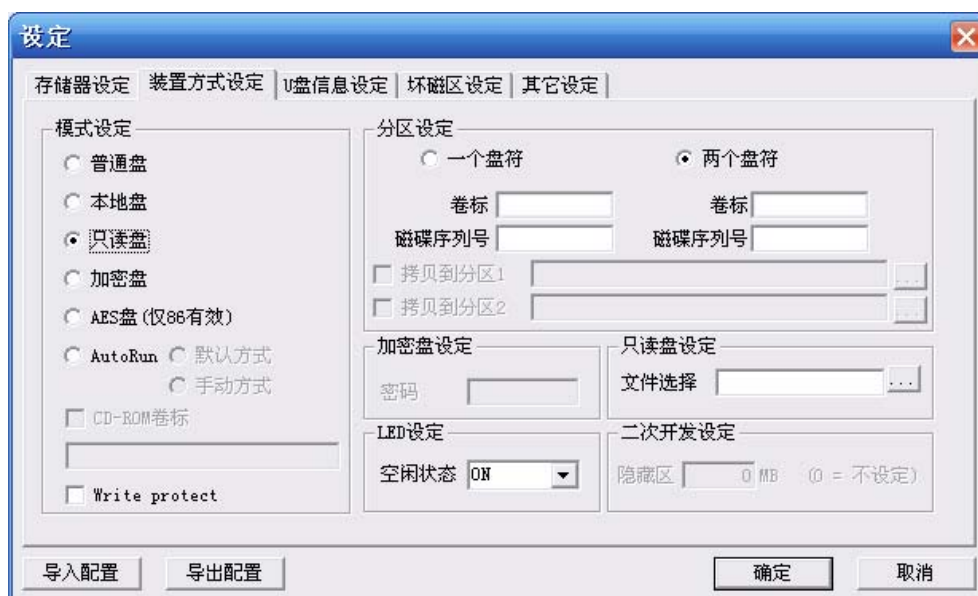 设定
存储器设定 装置方式设定 U盘信息设定 坏磁区设定 其它设定
模式设定
普通盘
本地盘
只读盘
加密盘
AES盘(仅86有效)
AutoRun 默认方式
手动方式
CD-ROM卷标
Write protect
分区设定
一个盘符 两个盘符
卷标 卷标
磁碟序列号 磁碟序列号
拷贝到分区1 ...
拷贝到分区2 ...
加密盘设定
密码
只读盘设定
文件选择 ...
LED设定
空闲状态 ON
二次开发设定
隐藏区 0 MB (0 = 不设定)
导入配置 导出配置 确定 取消